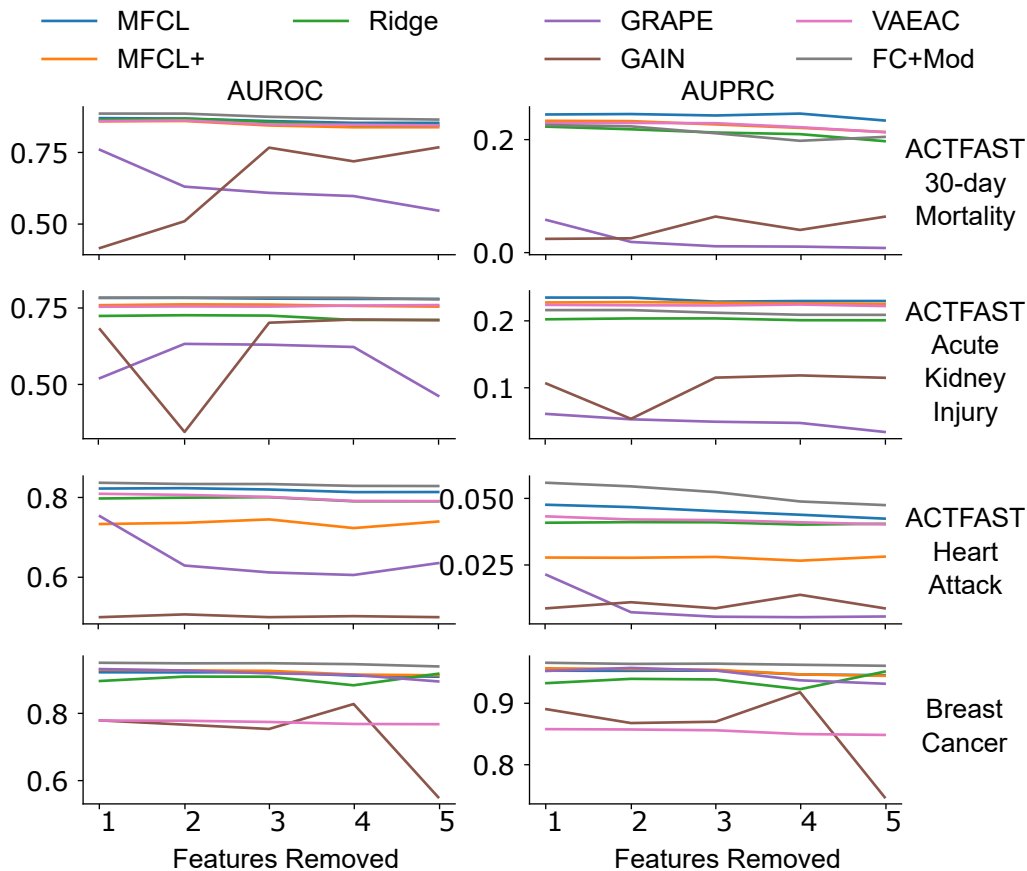 MFCL Ridge GRAPE VAEAC
MFCL+ GAIN FC+Mod
AUROC AUPRC
0.75
0.50
0.2
0.0
ACTFAST
30-day
Mortality
0.75
0.50
0.2
0.1
ACTFAST
Acute
Kidney
Injury
0.8
0.6
0.050
0.025
ACTFAST
Heart
Attack
0.8
0.6
0.9
0.8
Breast
Cancer
1 2 3 4 5 1 2 3 4 5
Features Removed Features Removed